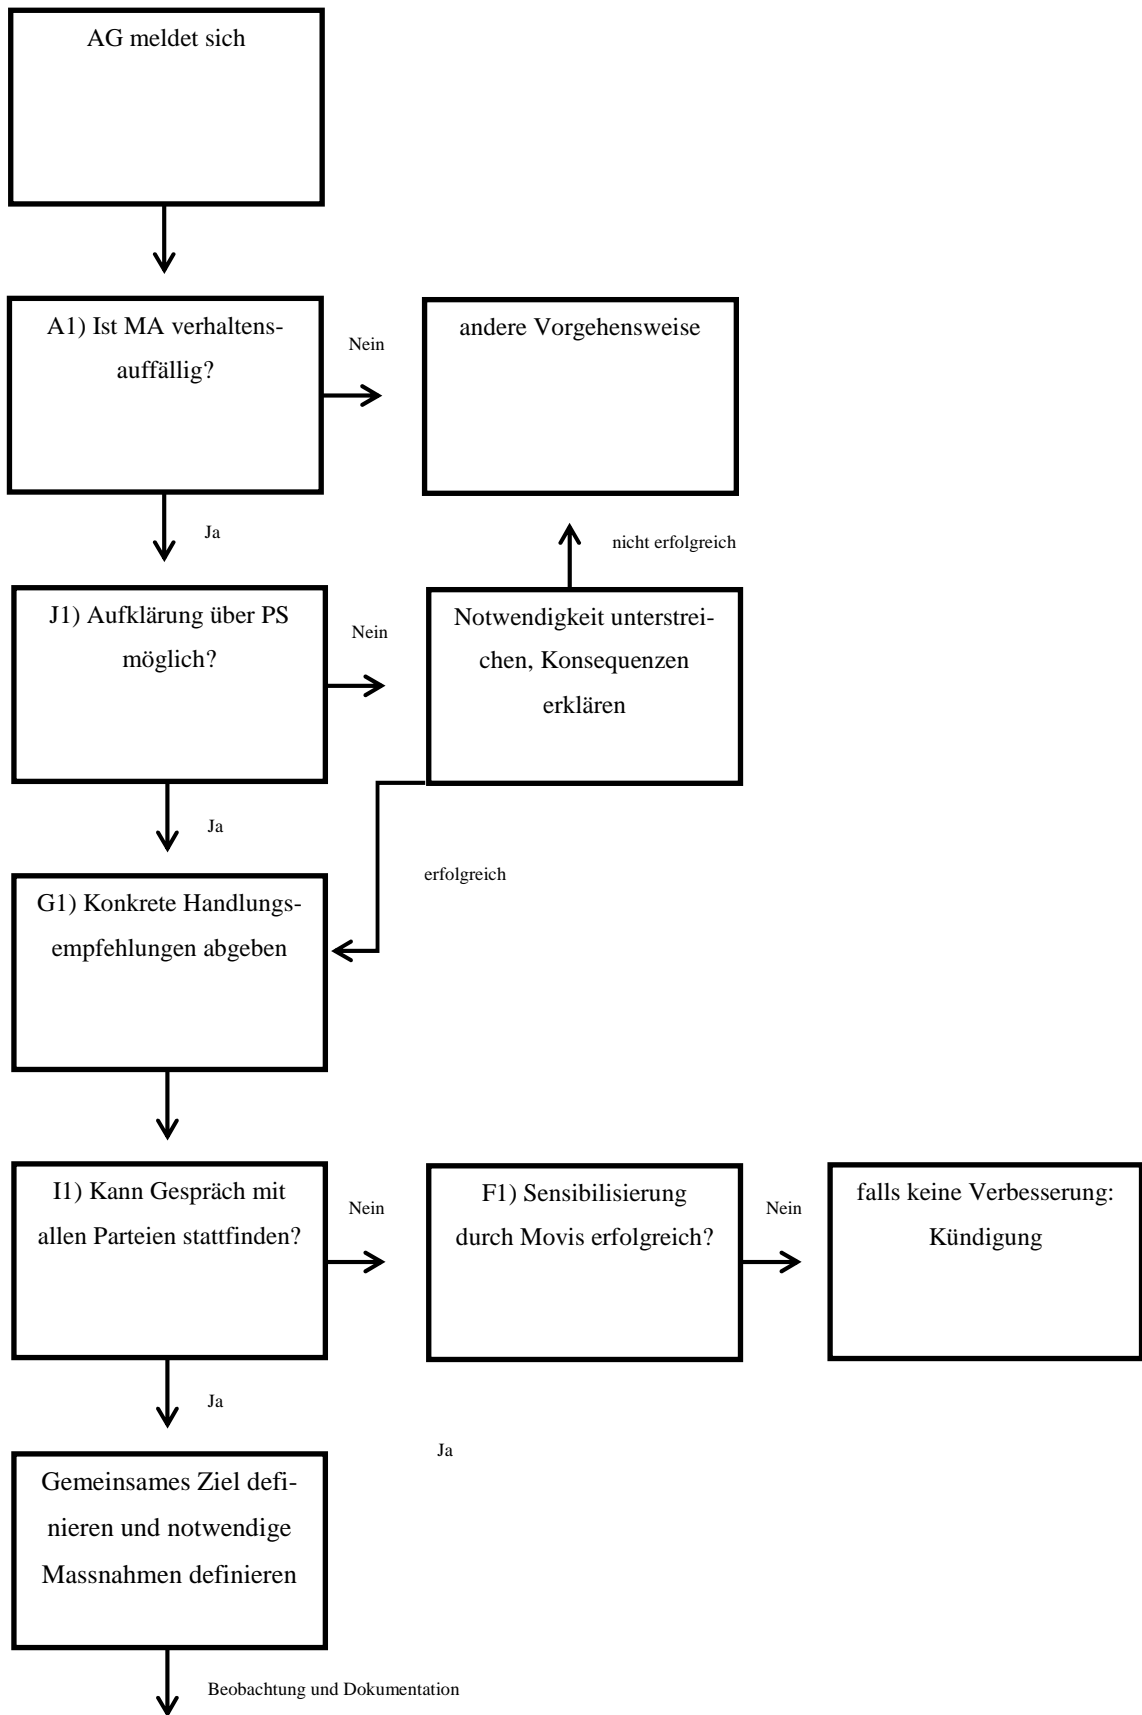 AG meldet sich
A1) Ist MA verhaltens-
auffällig?
Nein
andere Vorgehensweise
Ja
nicht erfolgreich
J1) Aufklärung über PS
möglich?
Nein
Notwendigkeit unterstrei-
chen, Konsequenzen
erklären
Ja
erfolgreich
G1) Konkrete Handlungs-
empfehlungen abgeben
I1) Kann Gespräch mit
allen Parteien stattfinden?
Nein
F1) Sensibilisierung
durch Movis erfolgreich?
Nein
falls keine Verbesserung:
Kündigung
Ja
Ja
Gemeinsames Ziel defi-
nieren und notwendige
Massnahmen definieren
Beobachtung und Dokumentation